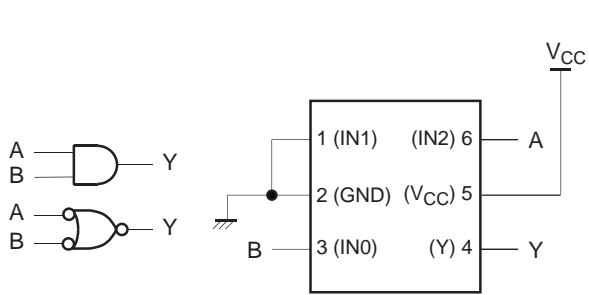 VCC
A
B
Y
A
B
Y
1 (IN1)
(IN2) 6
A
2 (GND)
(VCC) 5
B
3 (IN0)
(Y) 4
Y